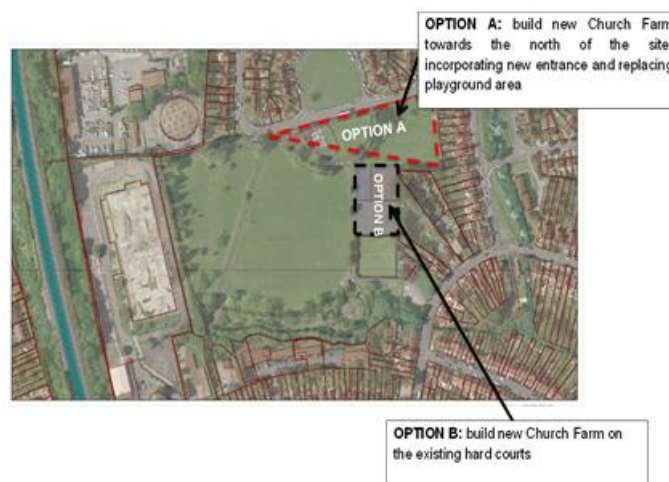 OPTION A: build new Church Farm
towards the north of the site
incorporating new entrance and replacing
playground area
OPTION A
OPTION B
OPTION B: build new Church Farm on
the existing hard courts